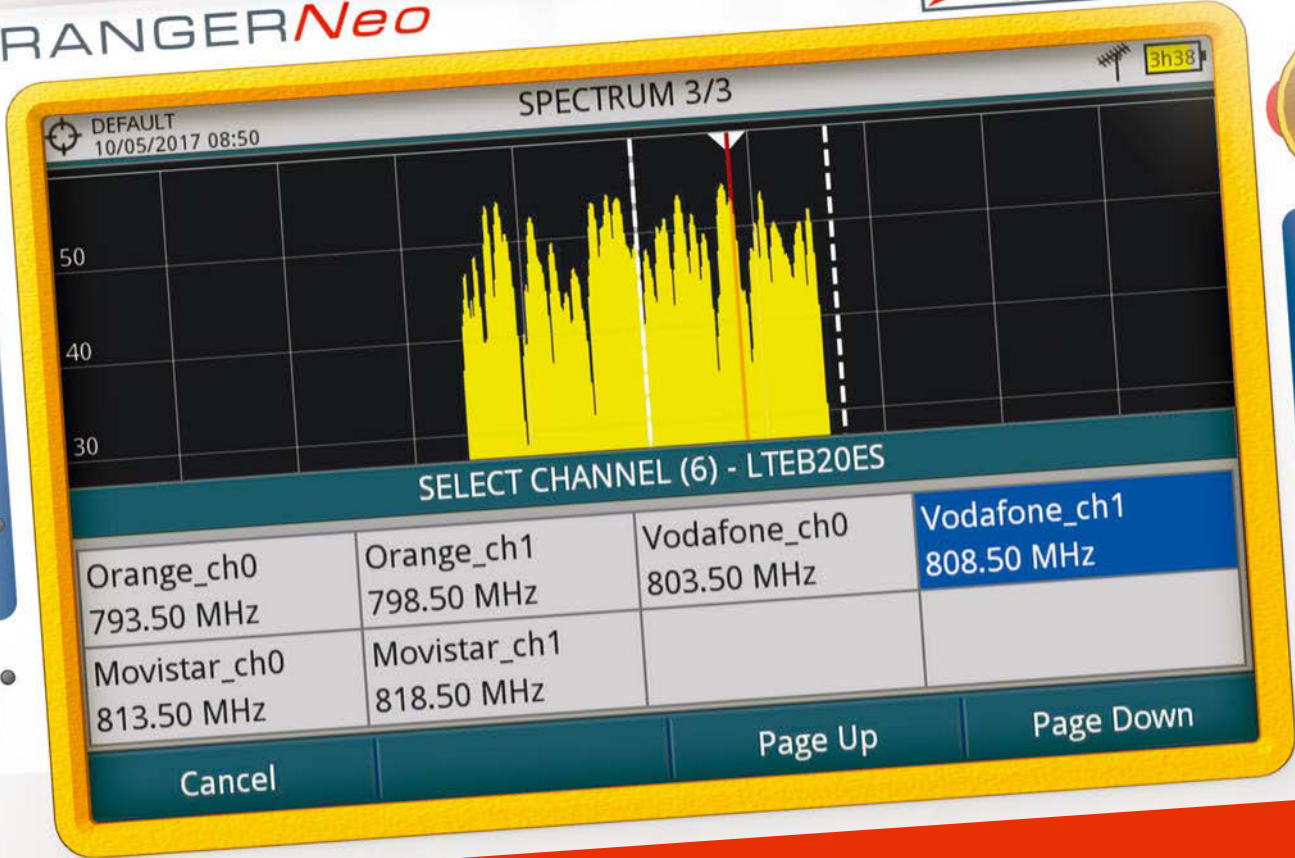 RANGERNeo
DEFAULT
10/05/2017 08:50
SPECTRUM 3/3
3h38
50
40
30
SELECT CHANNEL (6) - LTEB20ES
Orange_ch0
793.50 MHz
Orange_ch1
798.50 MHz
Vodafone_ch0
803.50 MHz
Vodafone_ch1
808.50 MHz
Movistar_ch0
813.50 MHz
Movistar_ch1
818.50 MHz
Cancel
Page Up
Page Down